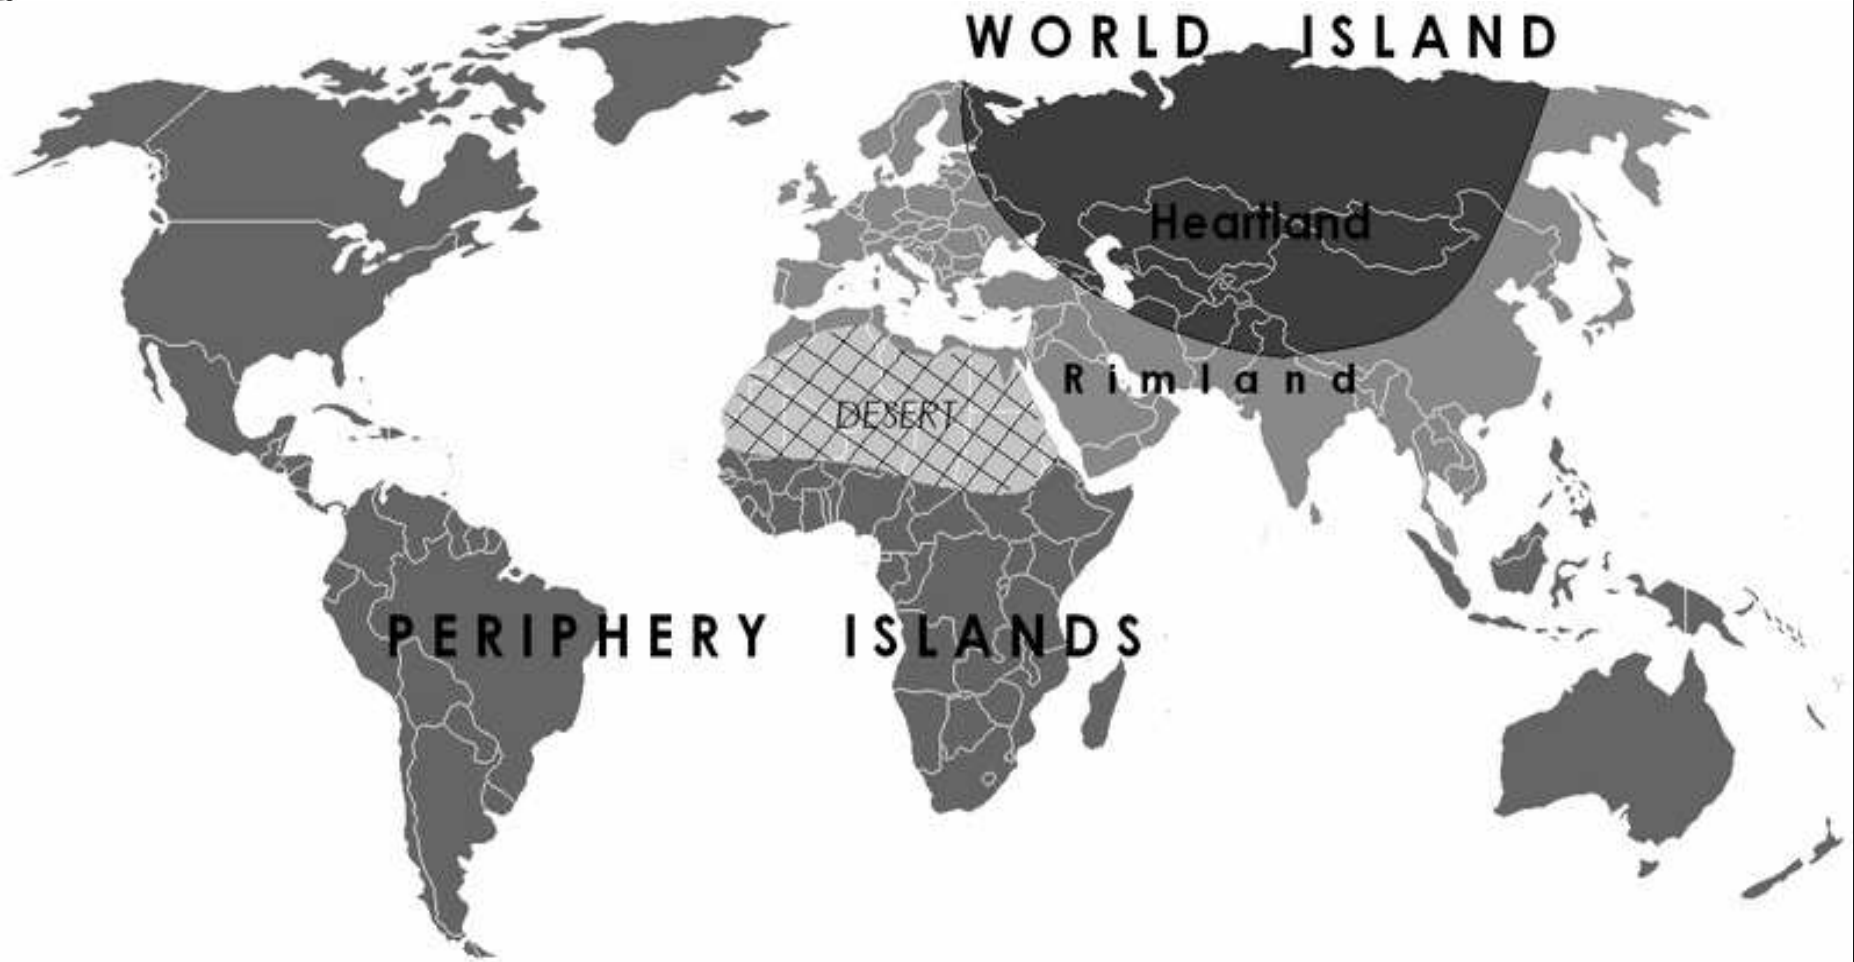 WORLD ISLAND
Heartland
Rimland
DESERT
PERIPHERY ISLANDS